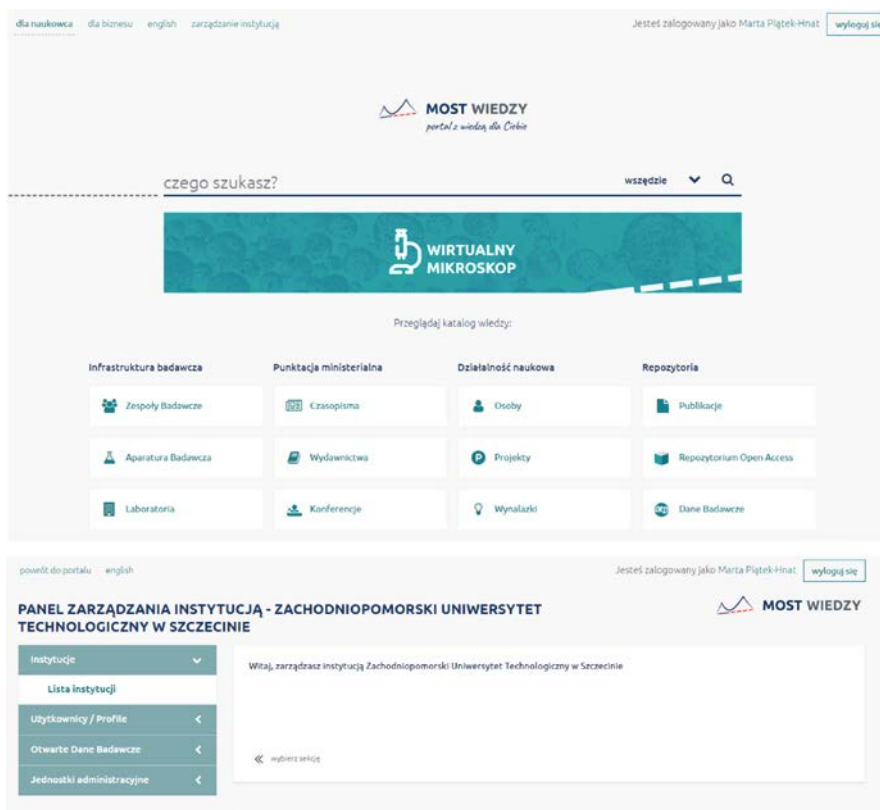 dla naukowca dla biznesu english zarządzanie instytucją
Jesteś zalogowany jako Marta Piątek-Hnat wyloguj się
MOST WIEDZY
portal z wiedzą dla Ciebie
czego szukasz? wszędzie
WIRTUALNY
MIKROSKOP
Przeglądaj katalog wiedzy:
Infrastruktura badawcza Punktacja ministerialna Działalność naukowa Repozytoria
Zespoły Badawcze Czasopisma Osoby Publikacje
Aparatura Badawcza Wydawnictwa Projekty Repozytorium Open Access
Laboratoria Konferencje Wynalazki Dane Badawcze
powrót do portalu english
Jesteś zalogowany jako Marta Piątek-Hnat wyloguj się
PANEL ZARZĄDZANIA INSTYTUCJĄ - ZACHODNIOPOMORSKI UNIWERSYTET
TECHNOLOGICZNY W SZCZECINIE
MOST WIEDZY
Instytucje
Lista instytucji
Użytkownicy / Profile
Otwarte Dane Badawcze
Jednostki administracyjne
Witaj, zarządzasz instytucją Zachodniopomorski Uniwersytet Technologiczny w Szczecinie
wybierz sekcję